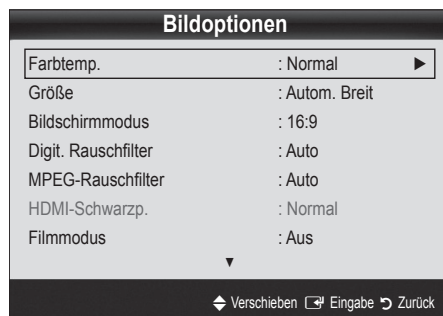 Bildoptionen
Farbtemp. : Normal ►
Größe : Autom. Breit
Bildschirmmodus : 16:9
Digit. Rauschfilter : Auto
MPEG-Rauschfilter : Auto
HDMI-Schwarzp. : Normal
Filmmodus : Aus
▼
Verschieben Eingabe Zurück